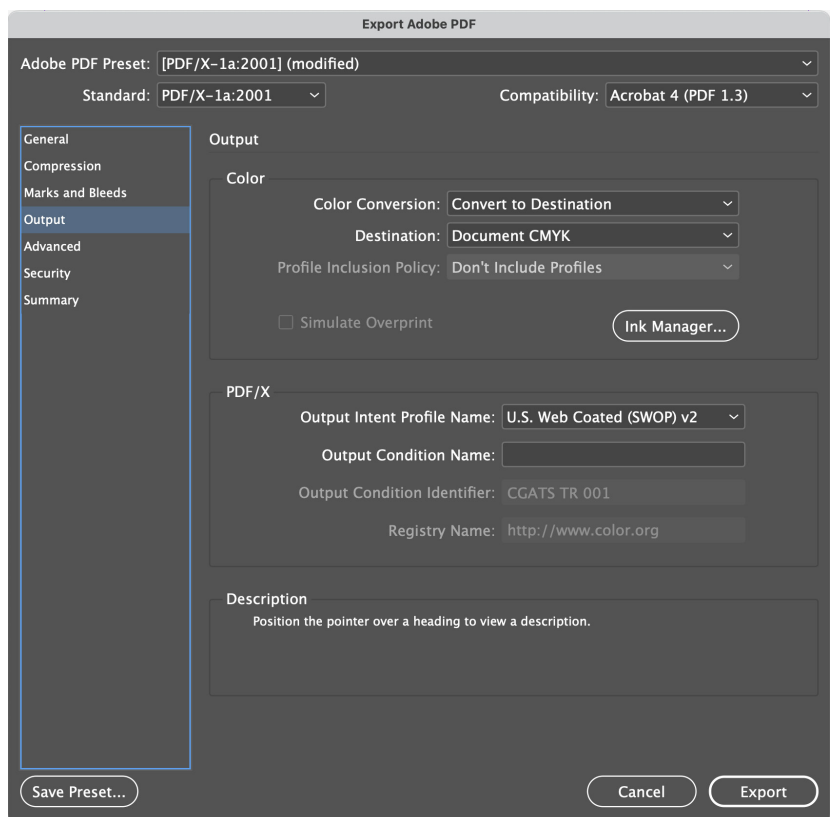 Export Adobe PDF
Adobe PDF Preset: [PDF/X-1a:2001] (modified)
Standard: PDF/X-1a:2001 Compatibility: Acrobat 4 (PDF 1.3)
General
Compression
Marks and Bleeds
Output
Advanced
Security
Summary
Output
Color
Color Conversion: Convert to Destination
Destination: Document CMYK
Profile Inclusion Policy: Don't Include Profiles
Simulate Overprint Ink Manager...
PDF/X
Output Intent Profile Name: U.S. Web Coated (SWOP) v2
Output Condition Name:
Output Condition Identifier: CGATS TR 001
Registry Name: http://www.color.org
Description
Position the pointer over a heading to view a description.
Save Preset... Cancel Export